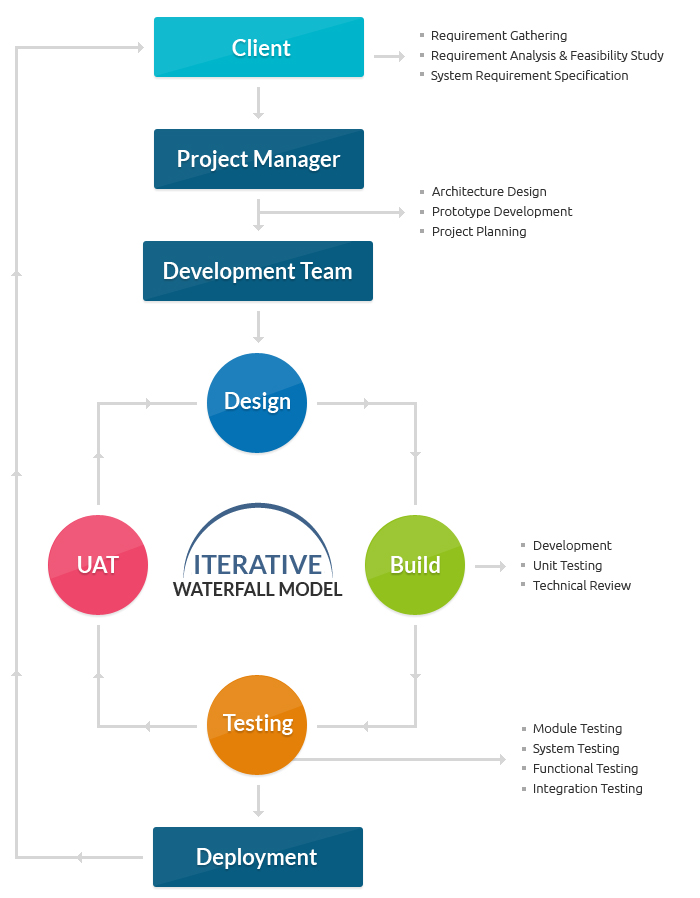 Client
Requirement Gathering
Requirement Analysis & Feasibility Study
System Requirement Specification
Project Manager
Architecture Design
Prototype Development
Project Planning
Development Team
Design
UAT
ITERATIVE
WATERFALL MODEL
Build
Development
Unit Testing
Technical Review
Testing
Module Testing
System Testing
Functional Testing
Integration Testing
Deployment